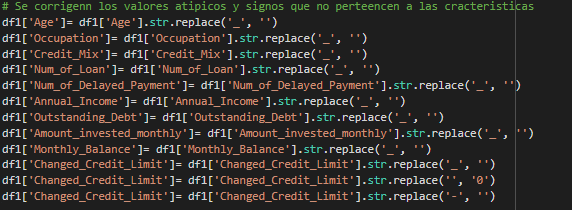 # Se corrigenn los valores atipicos y signos que no perteencen a las cracteristicas
df1['Age']= df1['Age'].str.replace('_', '')
df1['Occupation']= df1['Occupation'].str.replace('_', '')
df1['Credit_Mix']= df1['Credit_Mix'].str.replace('_', '')
df1['Num_of_Loan']= df1['Num_of_Loan'].str.replace('_', '')
df1['Num_of_Delayed_Payment']= df1['Num_of_Delayed_Payment'].str.replace('_', '')
df1['Annual_Income']= df1['Annual_Income'].str.replace('_', '')
df1['Outstanding_Debt']= df1['Outstanding_Debt'].str.replace('_', '')
df1['Amount_invested_monthly']= df1['Amount_invested_monthly'].str.replace('_', '')
df1['Monthly_Balance']= df1['Monthly_Balance'].str.replace('_', '')
df1['Changed_Credit_Limit']= df1['Changed_Credit_Limit'].str.replace('_', '')
df1['Changed_Credit_Limit']= df1['Changed_Credit_Limit'].str.replace('', '0')
df1['Changed_Credit_Limit']= df1['Changed_Credit_Limit'].str.replace('-', '')